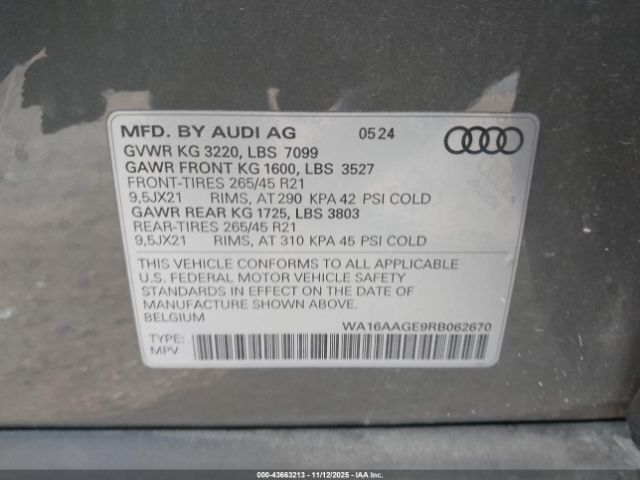 MFD. BY AUDI AG 05 24
GVWR KG 3220, LBS 7099
GAWR FRONT KG 1600, LBS 3527
FRONT-TIRES 265/45 R21
9,5JX21 RIMS, AT 290 KPA 42 PSI COLD
GAWR REAR KG 1725, LBS 3803
REAR-TIRES 265/45 R21
9,5JX21 RIMS, AT 310 KPA 45 PSI COLD
THIS VEHICLE CONFORMS TO ALL APPLICABLE
U.S. FEDERAL MOTOR VEHICLE SAFETY
STANDARDS IN EFFECT ON THE DATE OF
MANUFACTURE SHOWN ABOVE.
BELGIUM
WA16AAGE9RB062670
TYPE:
MPV
000-43663213 - 11/12/2025 - IAAI.COM